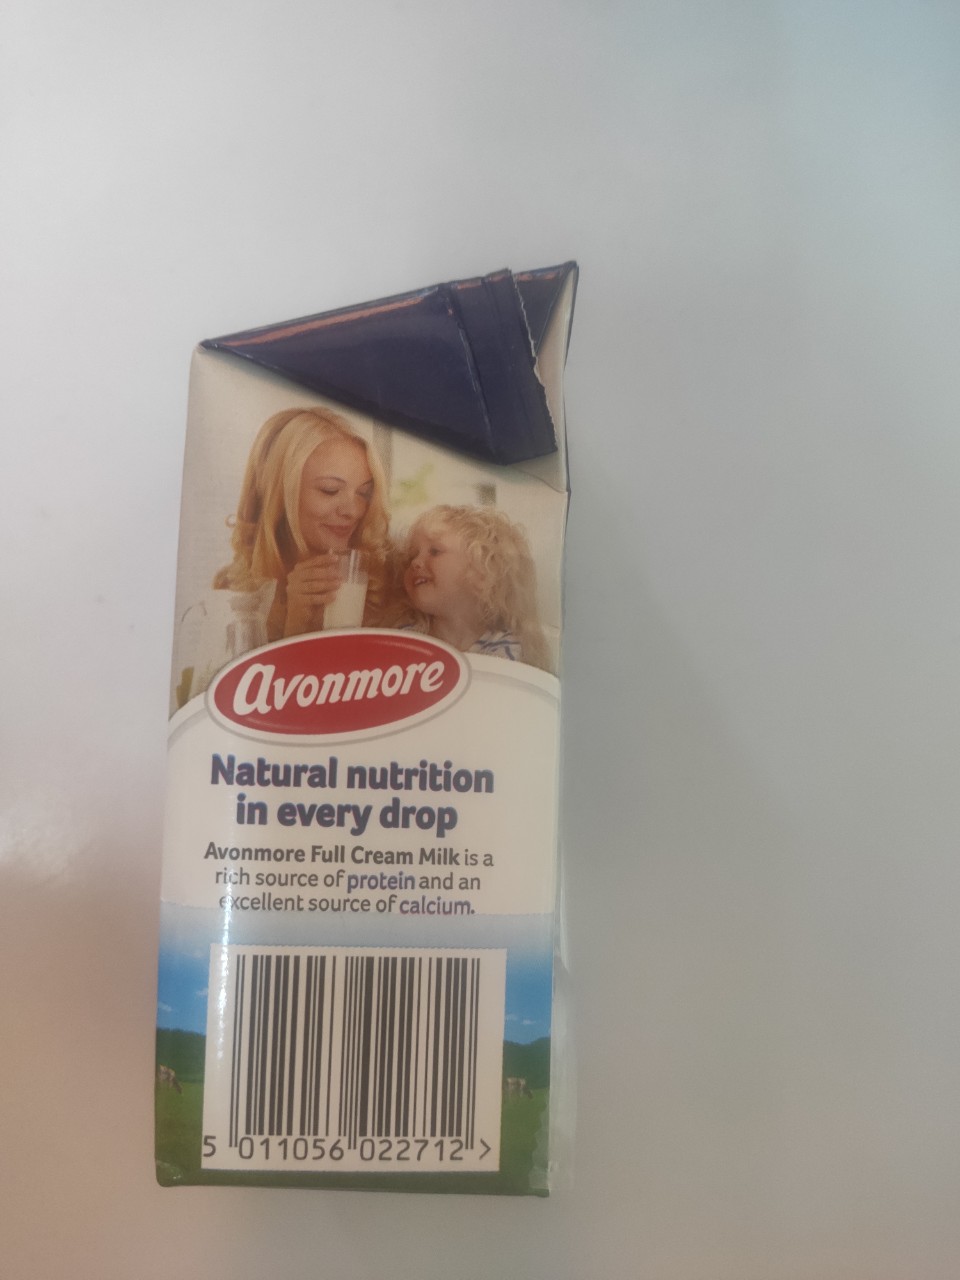 Avonmore
Natural nutrition
in every drop
Avonmore Full Cream Milk is a
rich source of protein and an
excellent source of calcium.
5 011056 022712 >